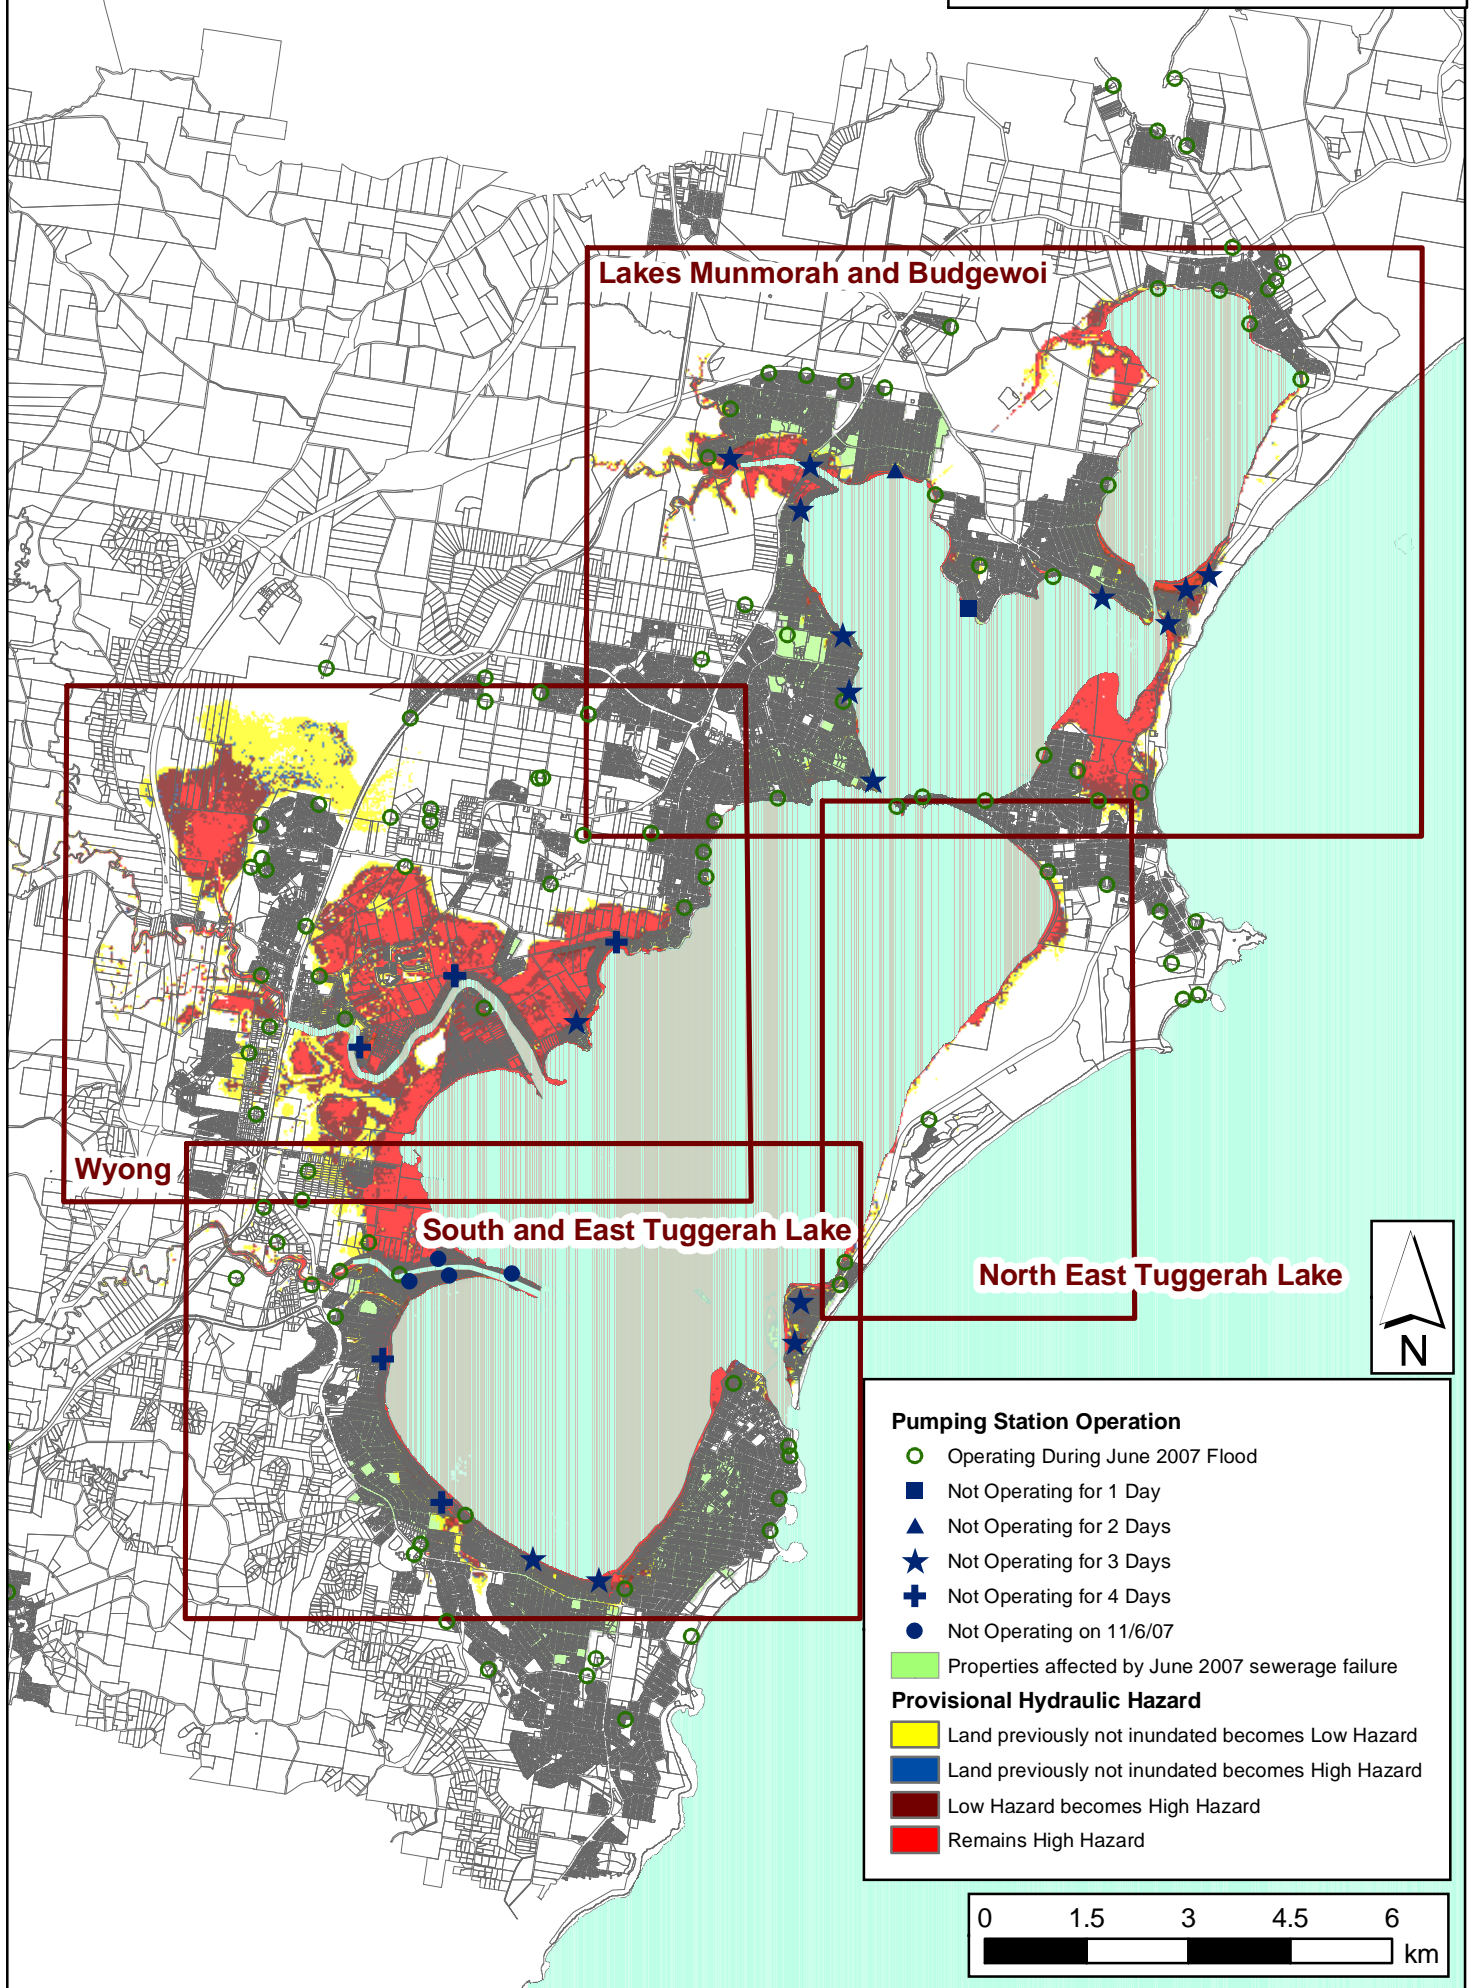 Lakes Munmorah and Budgewoi
Wyong
South and East Tuggerah Lake
North East Tuggerah Lake
N
Pumping Station Operation
Operating During June 2007 Flood
Not Operating for 1 Day
Not Operating for 2 Days
Not Operating for 3 Days
Not Operating for 4 Days
Not Operating on 11/6/07
Properties affected by June 2007 sewerage failure
Provisional Hydraulic Hazard
Land previously not inundated becomes Low Hazard
Land previously not inundated becomes High Hazard
Low Hazard becomes High Hazard
Remains High Hazard
0 1.5 3 4.5 6
km